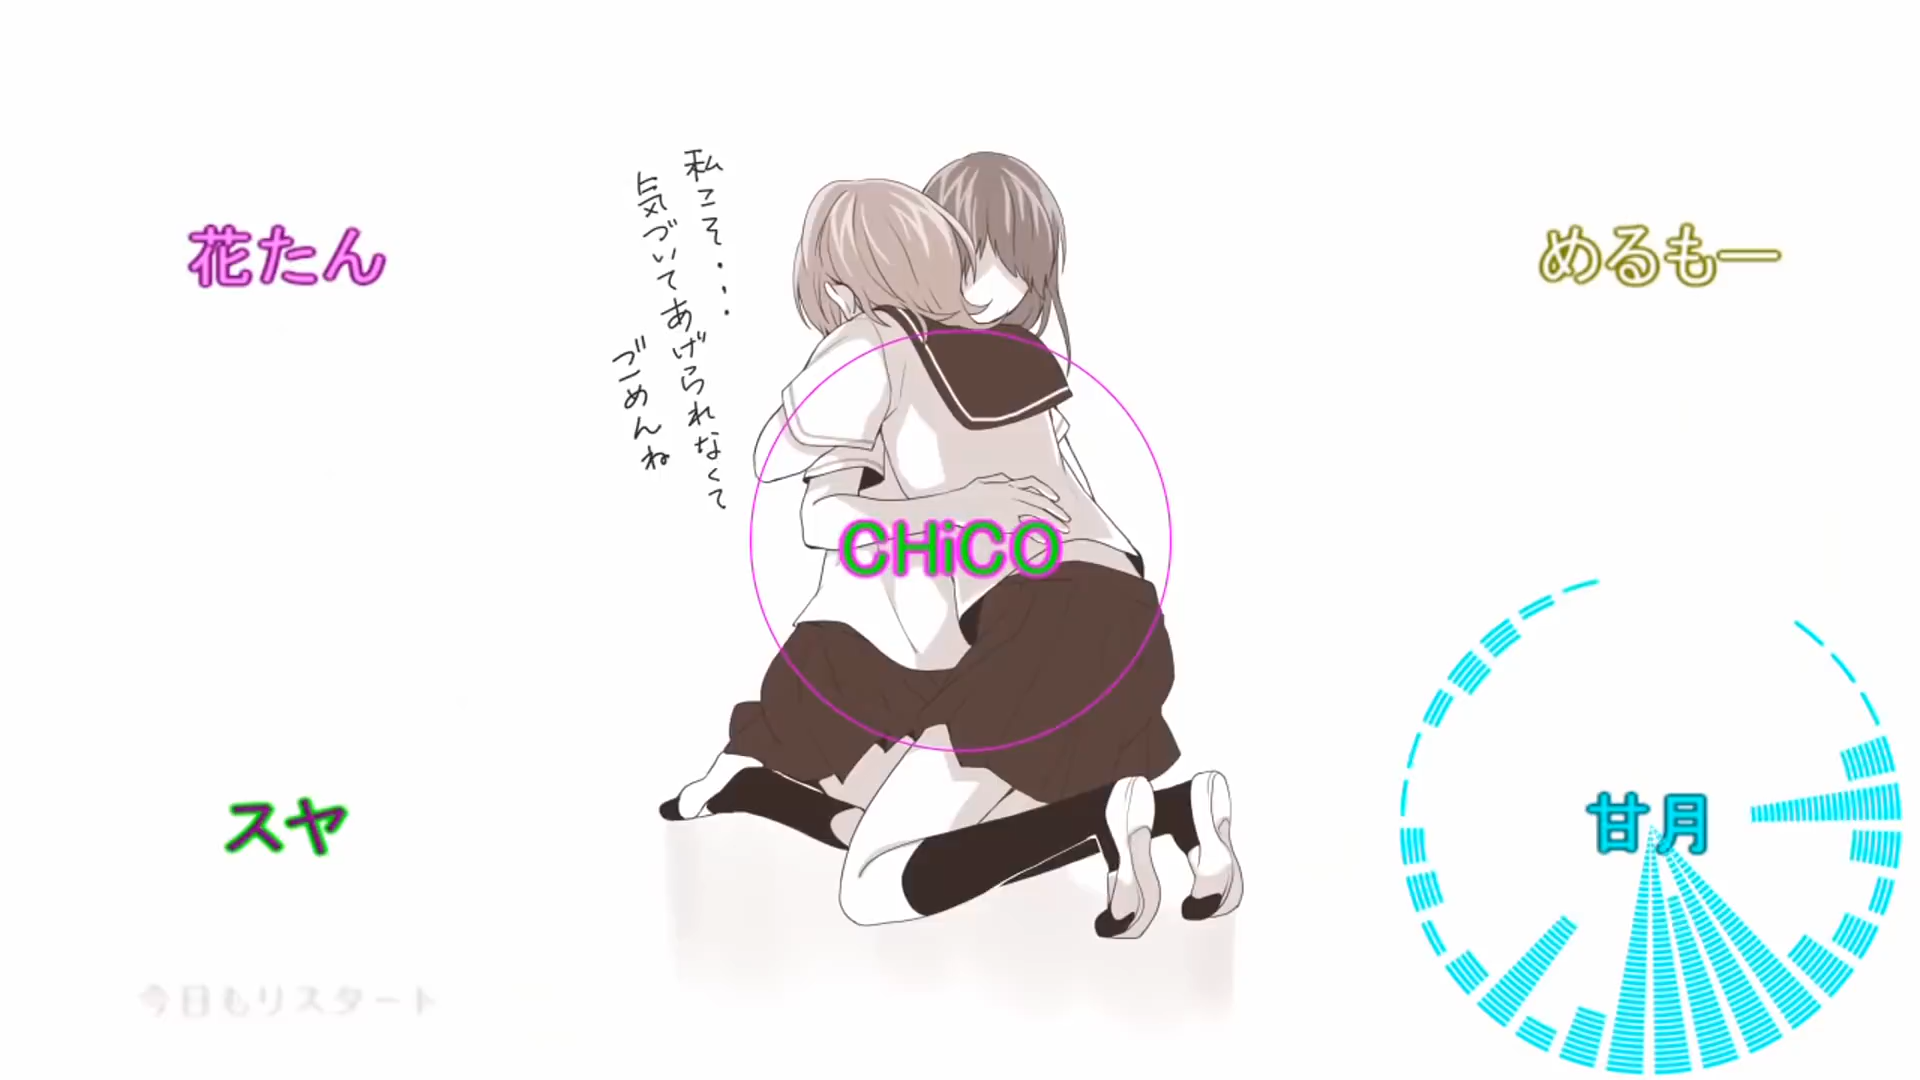 花たん
めるもー
私こそ・・・・
気づいてあげられなくて
ごめんね
CHiCO
スヤ
甘月
今日もリスタート